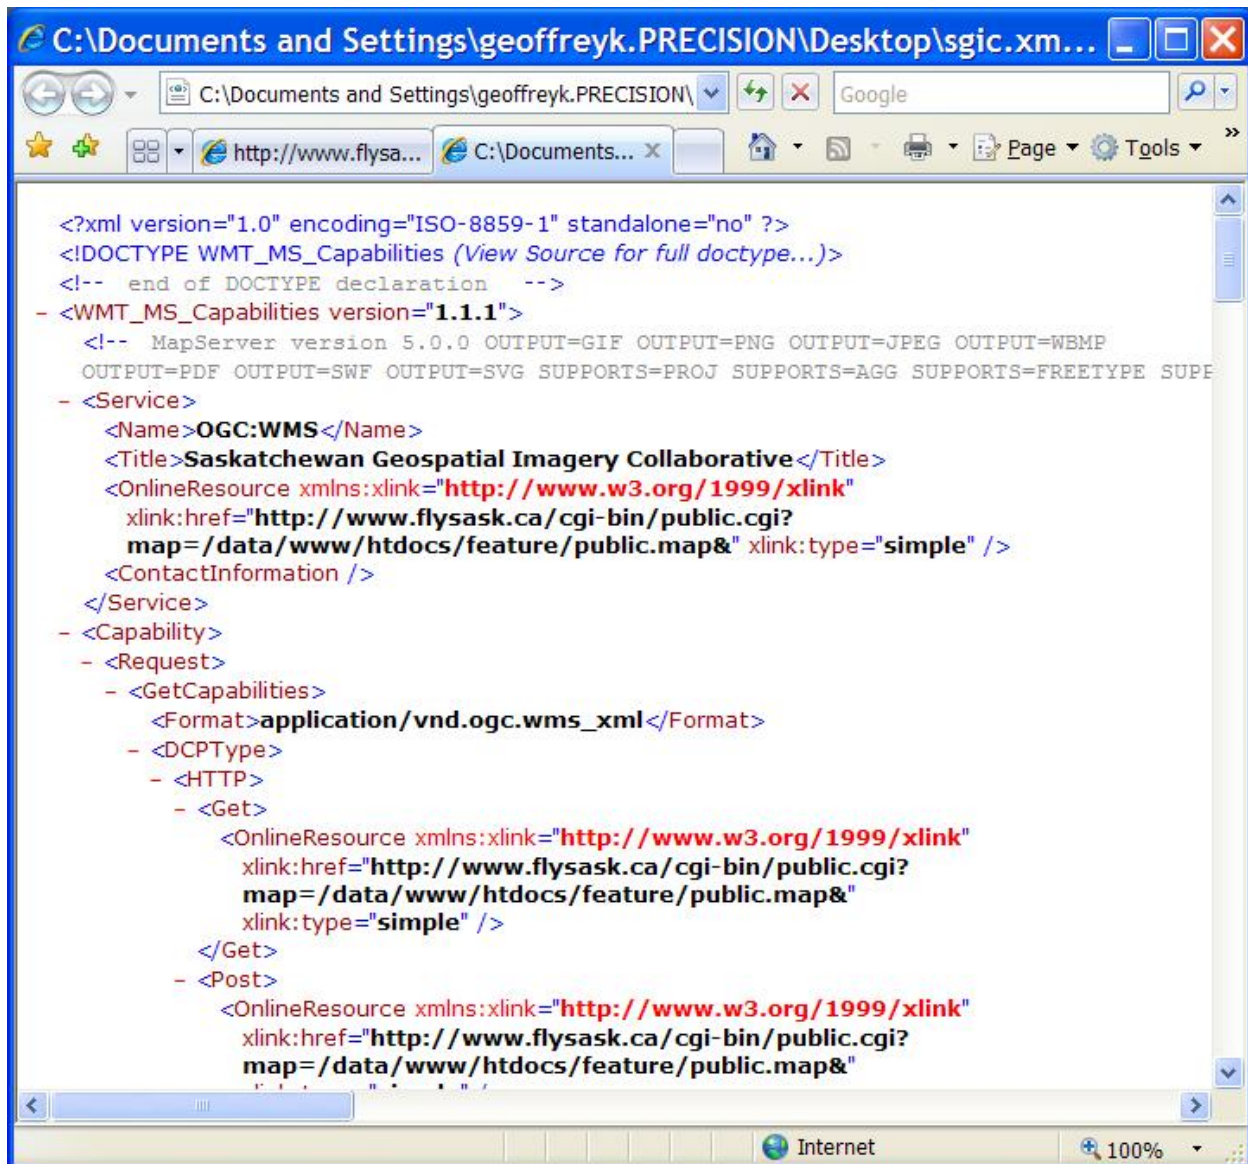 C:\Documents and Settings\geoffreyk.PRECISION\Desktop\sgic.xm...
C:\Documents and Settings\geoffreyk.PRECISION\
Google
http://www.flysa...
C:\Documents...
Page
Tools
<?xml version="1.0" encoding="ISO-8859-1" standalone="no" ?>
<!DOCTYPE WMT_MS_Capabilities (View Source for full doctype...)>
<!-- end of DOCTYPE declaration -->
- <WMT_MS_Capabilities version="1.1.1">
<!-- MapServer version 5.0.0 OUTPUT=GIF OUTPUT=PNG OUTPUT=JPEG OUTPUT=WBMP
OUTPUT=PDF OUTPUT=SWF OUTPUT=SVG SUPPORTS=PROJ SUPPORTS=AGG SUPPORTS=FREETYPE
- <Service>
<Name>OGC:WMS</Name>
<Title>Saskatchewan Geospatial Imagery Collaborative</Title>
<OnlineResource xmlns:xlink="http://www.w3.org/1999/xlink"
xlink:href="http://www.flysask.ca/cgi-bin/public.cgi?
map=/data/www/htdocs/feature/public.map&" xlink:type="simple" />
<ContactInformation />
</Service>
- <Capability>
- <Request>
- <GetCapabilities>
<Format>application/vnd.ogc.wms_xml</Format>
- <DCPType>
- <HTTP>
- <Get>
<OnlineResource xmlns:xlink="http://www.w3.org/1999/xlink"
xlink:href="http://www.flysask.ca/cgi-bin/public.cgi?
map=/data/www/htdocs/feature/public.map&"
xlink:type="simple" />
</Get>
- <Post>
<OnlineResource xmlns:xlink="http://www.w3.org/1999/xlink"
xlink:href="http://www.flysask.ca/cgi-bin/public.cgi?
map=/data/www/htdocs/feature/public.map&"
Internet
100%